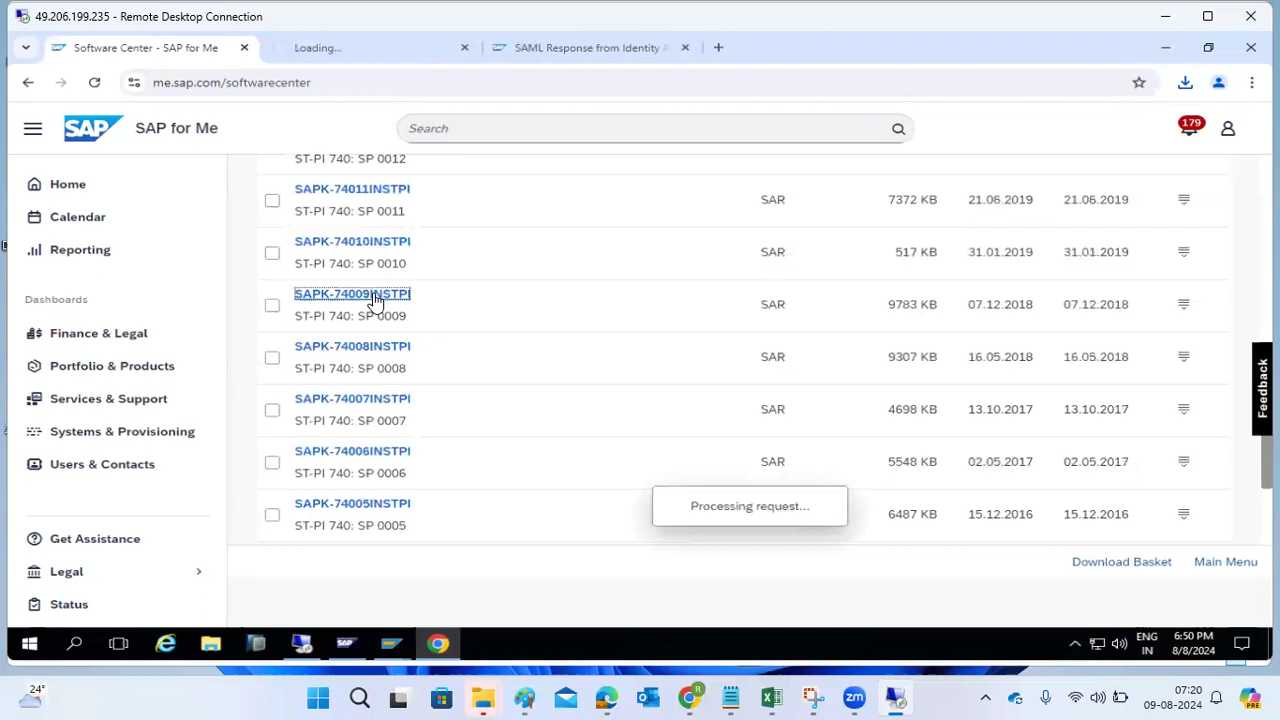 49.206.199.235 - Remote Desktop Connection
Software Center - SAP for Me
Loading...
SAML Response from Identity
me.sap.com/softwarecenter
SAP
SAP for Me
Search
179
Home
Calendar
Reporting
Dashboards
Finance & Legal
Portfolio & Products
Services & Support
Systems & Provisioning
Users & Contacts
Get Assistance
Legal
Status
ST-PI 740: SP 0012
SAPK-74011INSTPI SAR 7372 KB 21.06.2019 21.06.2019
ST-PI 740: SP 0011
SAPK-74010INSTPI SAR 517 KB 31.01.2019 31.01.2019
ST-PI 740: SP 0010
SAPK-74009INSTPI SAR 9783 KB 07.12.2018 07.12.2018
ST-PI 740: SP 0009
SAPK-74008INSTPI SAR 9307 KB 16.05.2018 16.05.2018
ST-PI 740: SP 0008
SAPK-74007INSTPI SAR 4698 KB 13.10.2017 13.10.2017
ST-PI 740: SP 0007
SAPK-74006INSTPI SAR 5548 KB 02.05.2017 02.05.2017
ST-PI 740: SP 0006
SAPK-74005INSTPI 6487 KB 15.12.2016 15.12.2016
ST-PI 740: SP 0005
Processing request...
Feedback
Download Basket Main Menu
ENG
IN
6:50 PM
8/8/2024
24°
07:20
09-08-2024